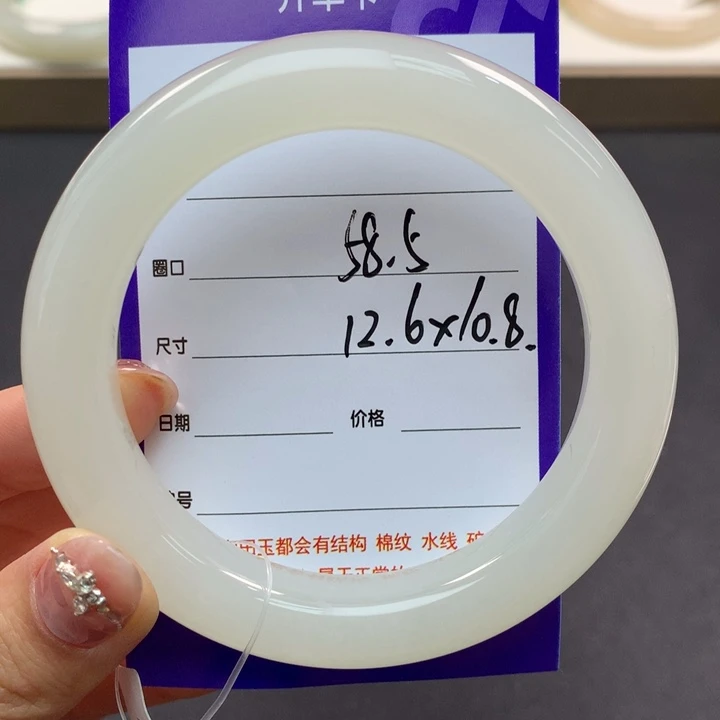 圈口 58.5
尺寸 12.6x10.8.
日期 价格
号
玉都会有结构 棉纹 水线